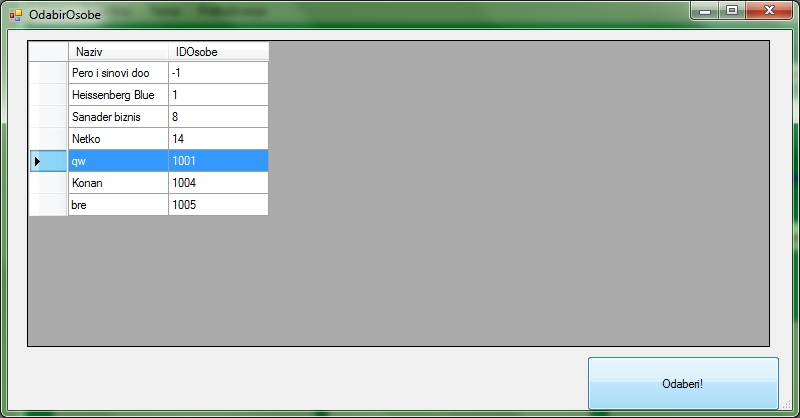 OdabirOsobe
Naziv IDOsobe
Pero i sinovi doo -1
Heissenberg Blue 1
Sanader biznis 8
Netko 14
qw 1001
Konan 1004
bre 1005
Odaberi!